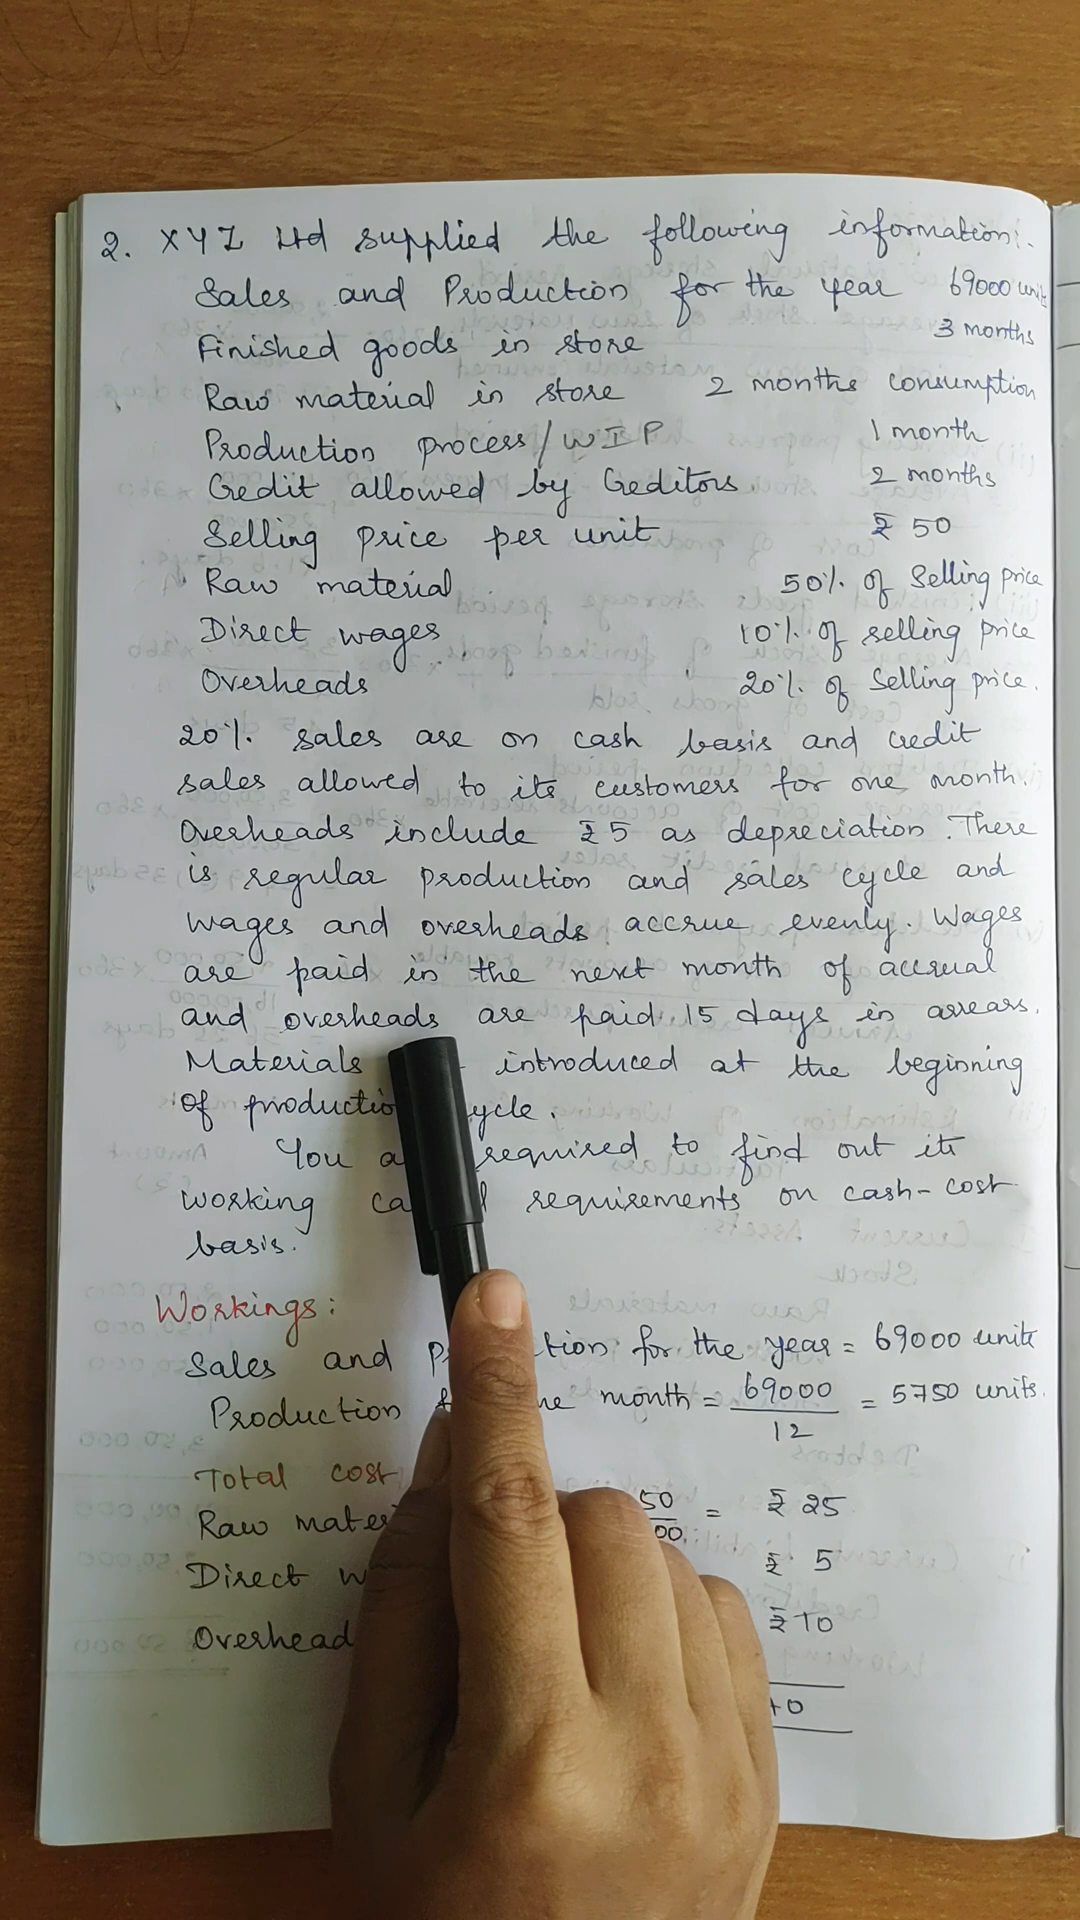 2. XYZ Ltd supplied the following information:-
Sales and Production for the year 69000 units
Finished goods in store 3 months
Raw material in store 2 months consumption
Production process/WIP 1 month
Credit allowed by Creditors 2 months
Selling price per unit ₹ 50
Raw material 50% of Selling price
Direct wages 10% of selling price
Overheads 20% of Selling price.
20% sales are on cash basis and credit
sales allowed to its customers for one month.
Overheads include ₹5 as depreciation. There
is regular production and sales cycle and
wages and overheads accrue evenly. Wages
are paid in the next month of accrual
and overheads are paid 15 days in arrears.
Materials introduced at the beginning
of productio ycle.
You a required to find out its
working ca l requirements on cash-cost
basis.
Workings:
Sales and p tion for the year = 69000 units
Production ne month = 69000/12 = 5750 units.
Total cost
Raw mater 50/00 = ₹ 25
Direct w ₹ 5
Overhead ₹ 10
40